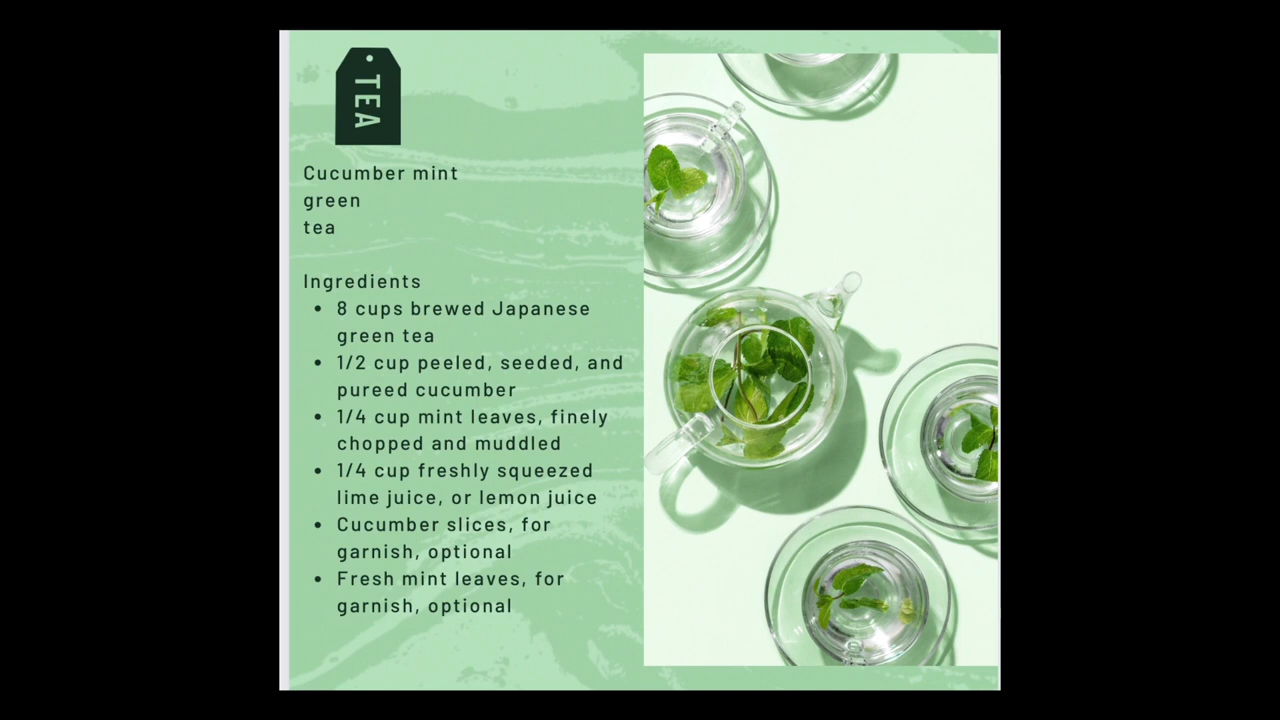 TEA
Cucumber mint
green
tea
Ingredients
• 8 cups brewed Japanese
green tea
• 1/2 cup peeled, seeded, and
pureed cucumber
• 1/4 cup mint leaves, finely
chopped and muddled
• 1/4 cup freshly squeezed
lime juice, or lemon juice
• Cucumber slices, for
garnish, optional
• Fresh mint leaves, for
garnish, optional